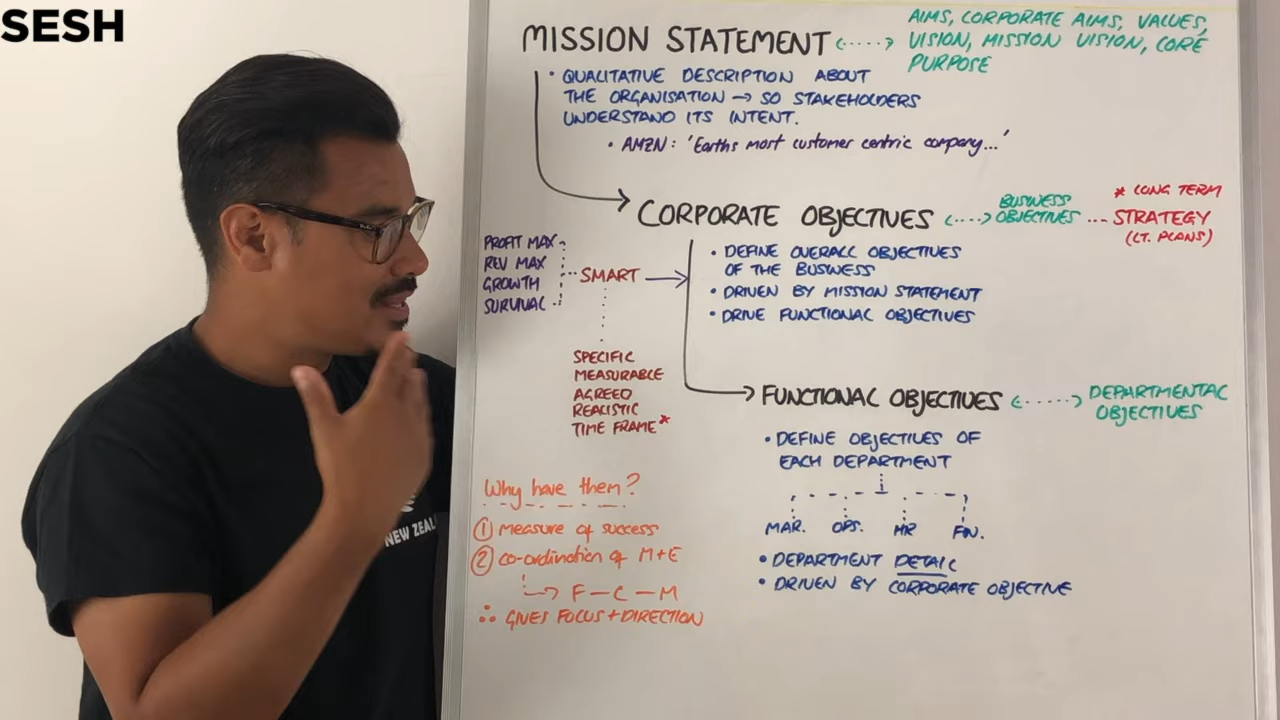 SESH
MISSION STATEMENT
AIMS, CORPORATE AIMS, VALUES,
VISION, MISSION VISION, CORE
PURPOSE
• QUALITATIVE DESCRIPTION ABOUT
THE ORGANISATION → SO STAKEHOLDERS
UNDERSTAND ITS INTENT.
• AMZN: 'Earths most customer centric company...'
CORPORATE OBJECTIVES
BUSINESS
OBJECTIVES
* LONG TERM
STRATEGY
(LT. PLANS)
• DEFINE OVERALL OBJECTIVES
OF THE BUSINESS
• DRIVEN BY MISSION STATEMENT
• DRIVE FUNCTIONAL OBJECTIVES
PROFIT MAX
REV MAX
GROWTH
SURVIVAL
SMART
SPECIFIC
MEASURABLE
AGREED
REALISTIC
TIME FRAME*
FUNCTIONAL OBJECTIVES
DEPARTMENTAL
OBJECTIVES
• DEFINE OBJECTIVES OF
EACH DEPARTMENT
MAR. OPS. HR FIN.
• DEPARTMENT DETAIL
• DRIVEN BY CORPORATE OBJECTIVE
Why have them?
① measure of success
② co-ordination of M+E
→ F – C – M
∴ GIVES FOCUS + DIRECTION
NEW ZEAL